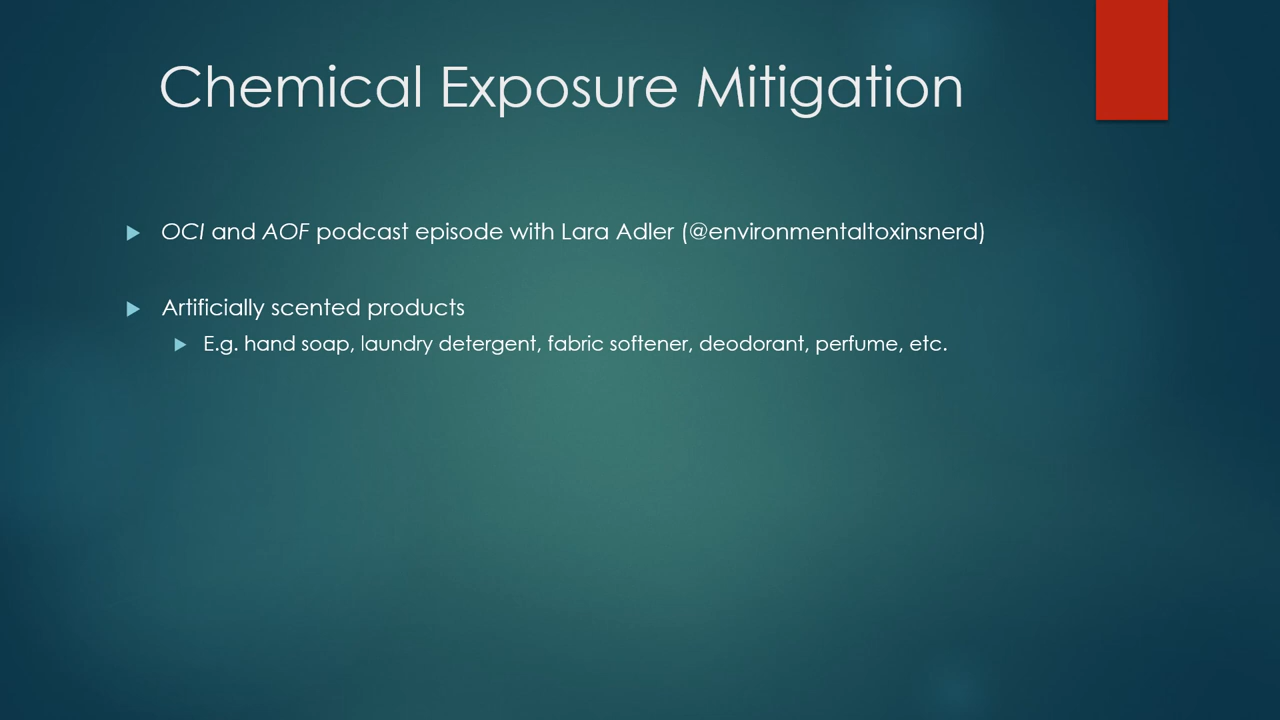 Chemical Exposure Mitigation
OCI and AOF podcast episode with Lara Adler (@environmentaltoxinsnerd)
Artificially scented products
E.g. hand soap, laundry detergent, fabric softener, deodorant, perfume, etc.